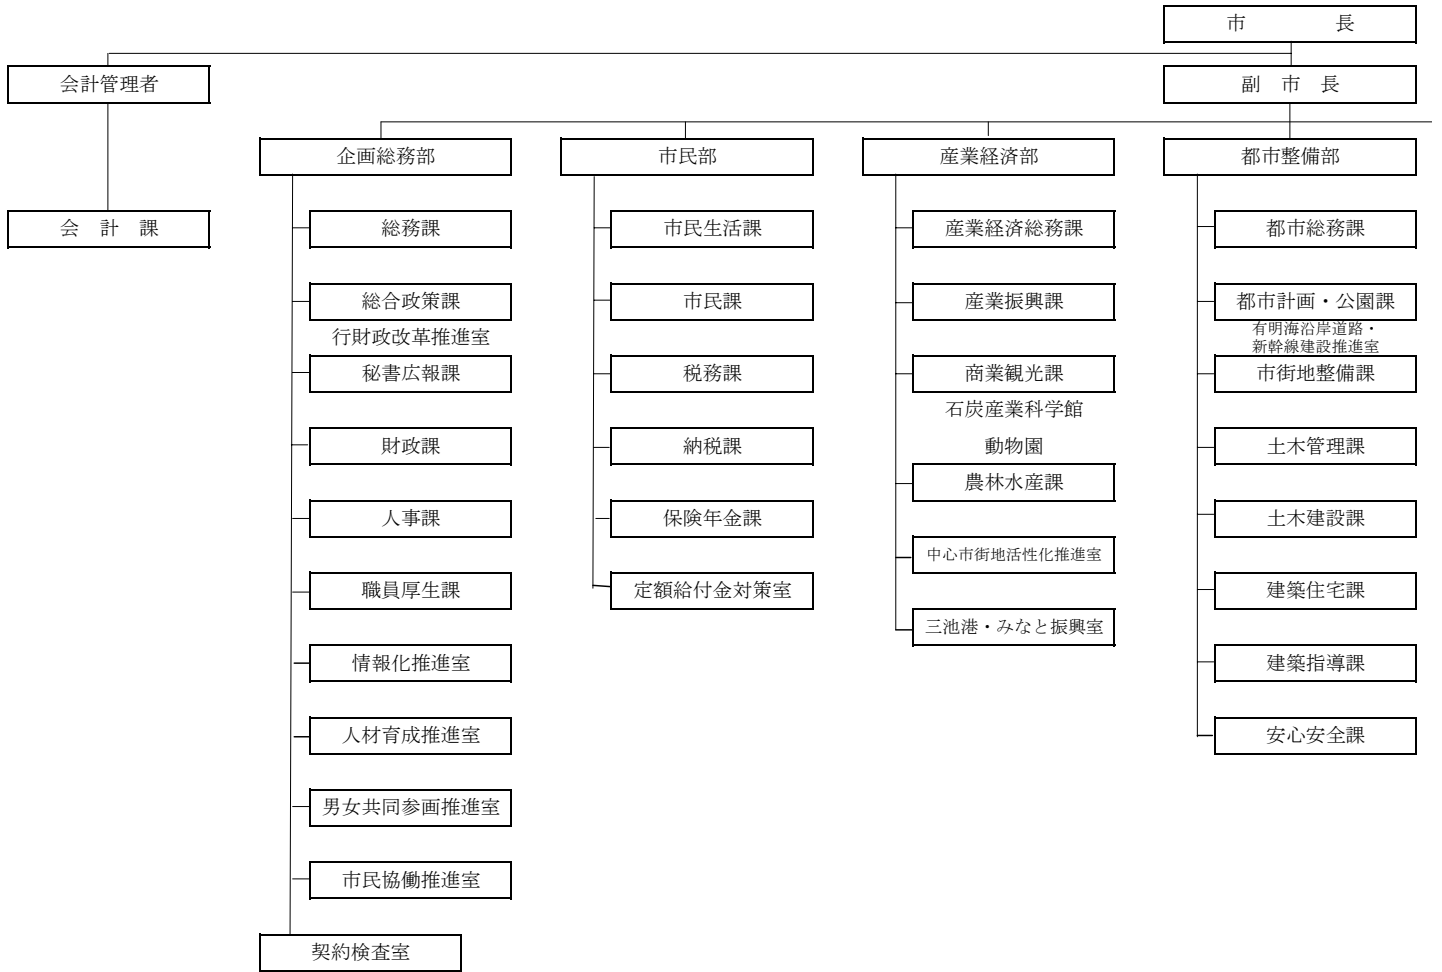 市　長
会計管理者
副　市　長
企画総務部
市民部
産業経済部
都市整備部
会　計　課
総務課
総合政策課
行財政改革推進室
秘書広報課
財政課
人事課
職員厚生課
情報化推進室
人材育成推進室
男女共同参画推進室
市民協働推進室
契約検査室
市民生活課
市民課
税務課
納税課
保険年金課
定額給付金対策室
産業経済総務課
産業振興課
商業観光課
石炭産業科学館
動物園
農林水産課
中心市街地活性化推進室
三池港・みなと振興室
都市総務課
都市計画・公園課
有明海沿岸道路・
新幹線建設推進室
市街地整備課
土木管理課
土木建設課
建築住宅課
建築指導課
安心安全課